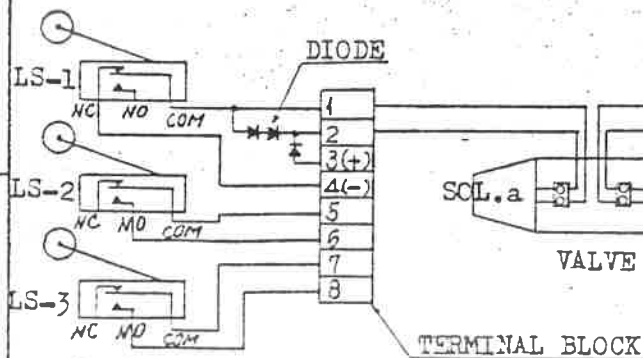 DIODE
LS-1
NC NO COM
LS-2
NC NO COM
LS-3
NC NO COM
1
2
3(+)
4(-)
5
6
7
8
SOL.a
VALVE
TERMINAL BLOCK